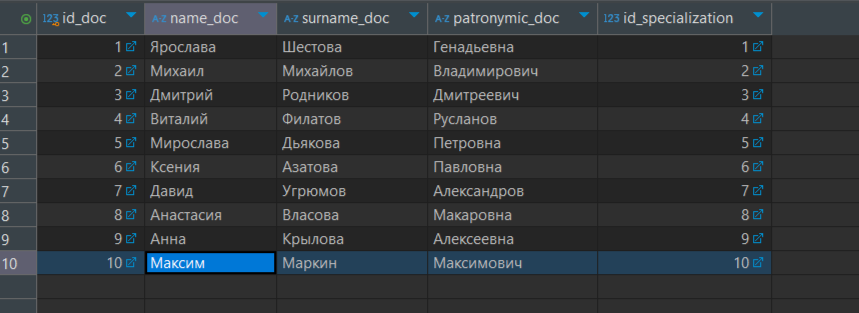 123 id_doc A-Z name_doc A-Z surname_doc A-Z patronymic_doc 123 id_specialization
1 1 Ярослава Шестова Генадьевна 1
2 2 Михаил Михайлов Владимирович 2
3 3 Дмитрий Родников Дмитреевич 3
4 4 Виталий Филатов Русланов 4
5 5 Мирослава Дьякова Петровна 5
6 6 Ксения Азатова Павловна 6
7 7 Давид Угрюмов Александров 7
8 8 Анастасия Власова Макаровна 8
9 9 Анна Крылова Алексеевна 9
10 10 Максим Маркин Максимович 10